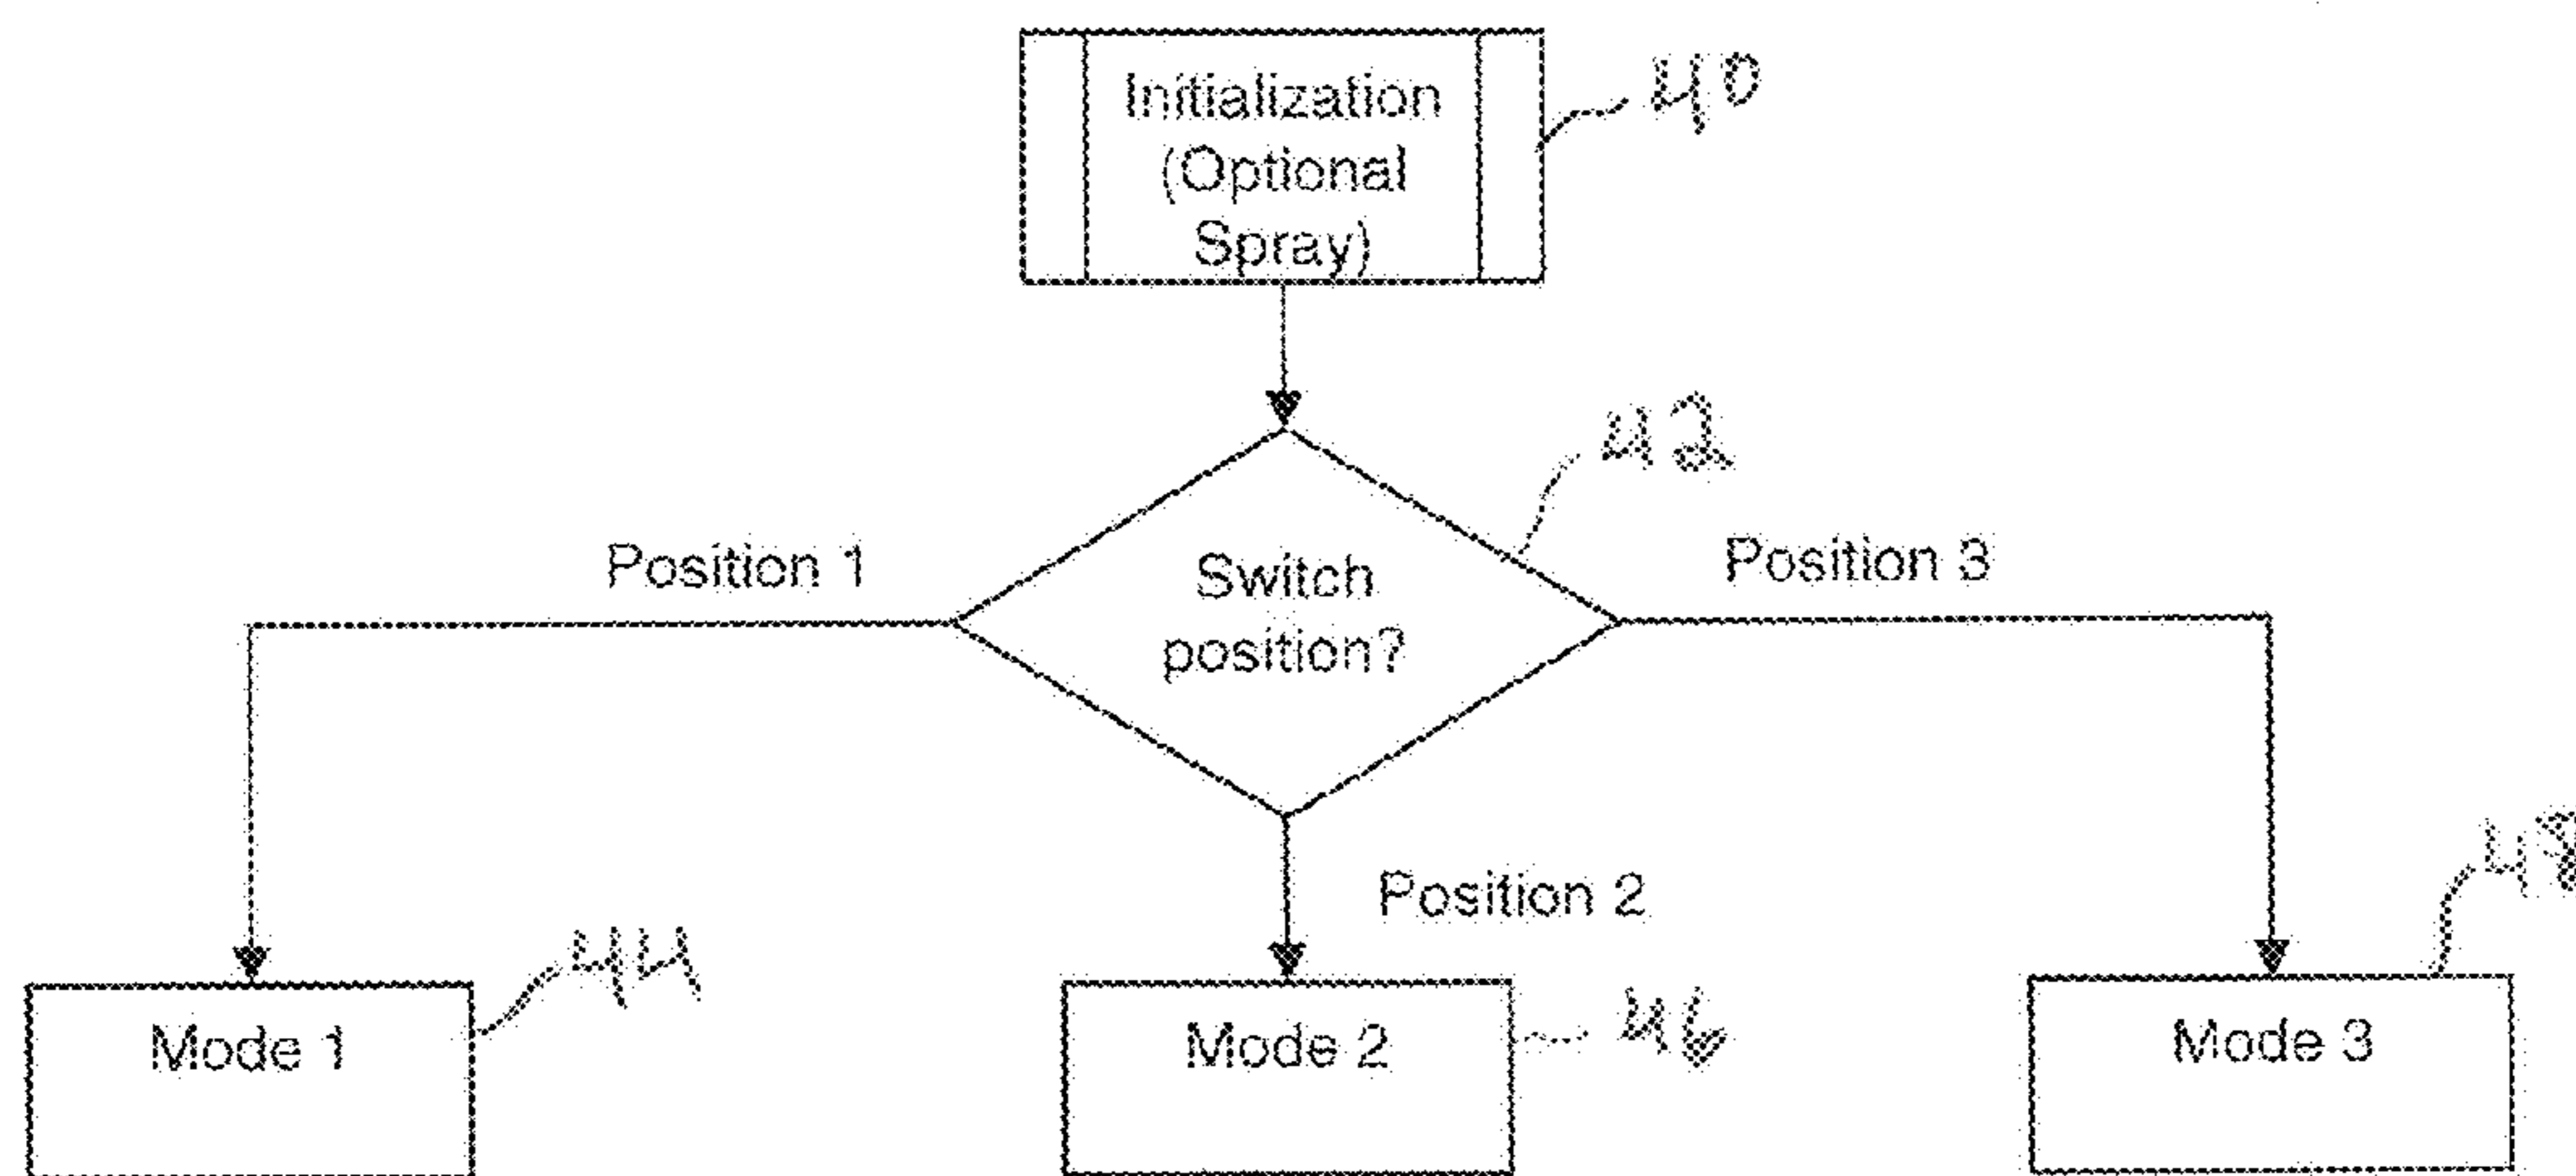 Initialization
(Optional
Spray)
40
42
Position 1
Switch
position?
Position 3
Position 2
48
44
Mode 1
Mode 2
46
Mode 3